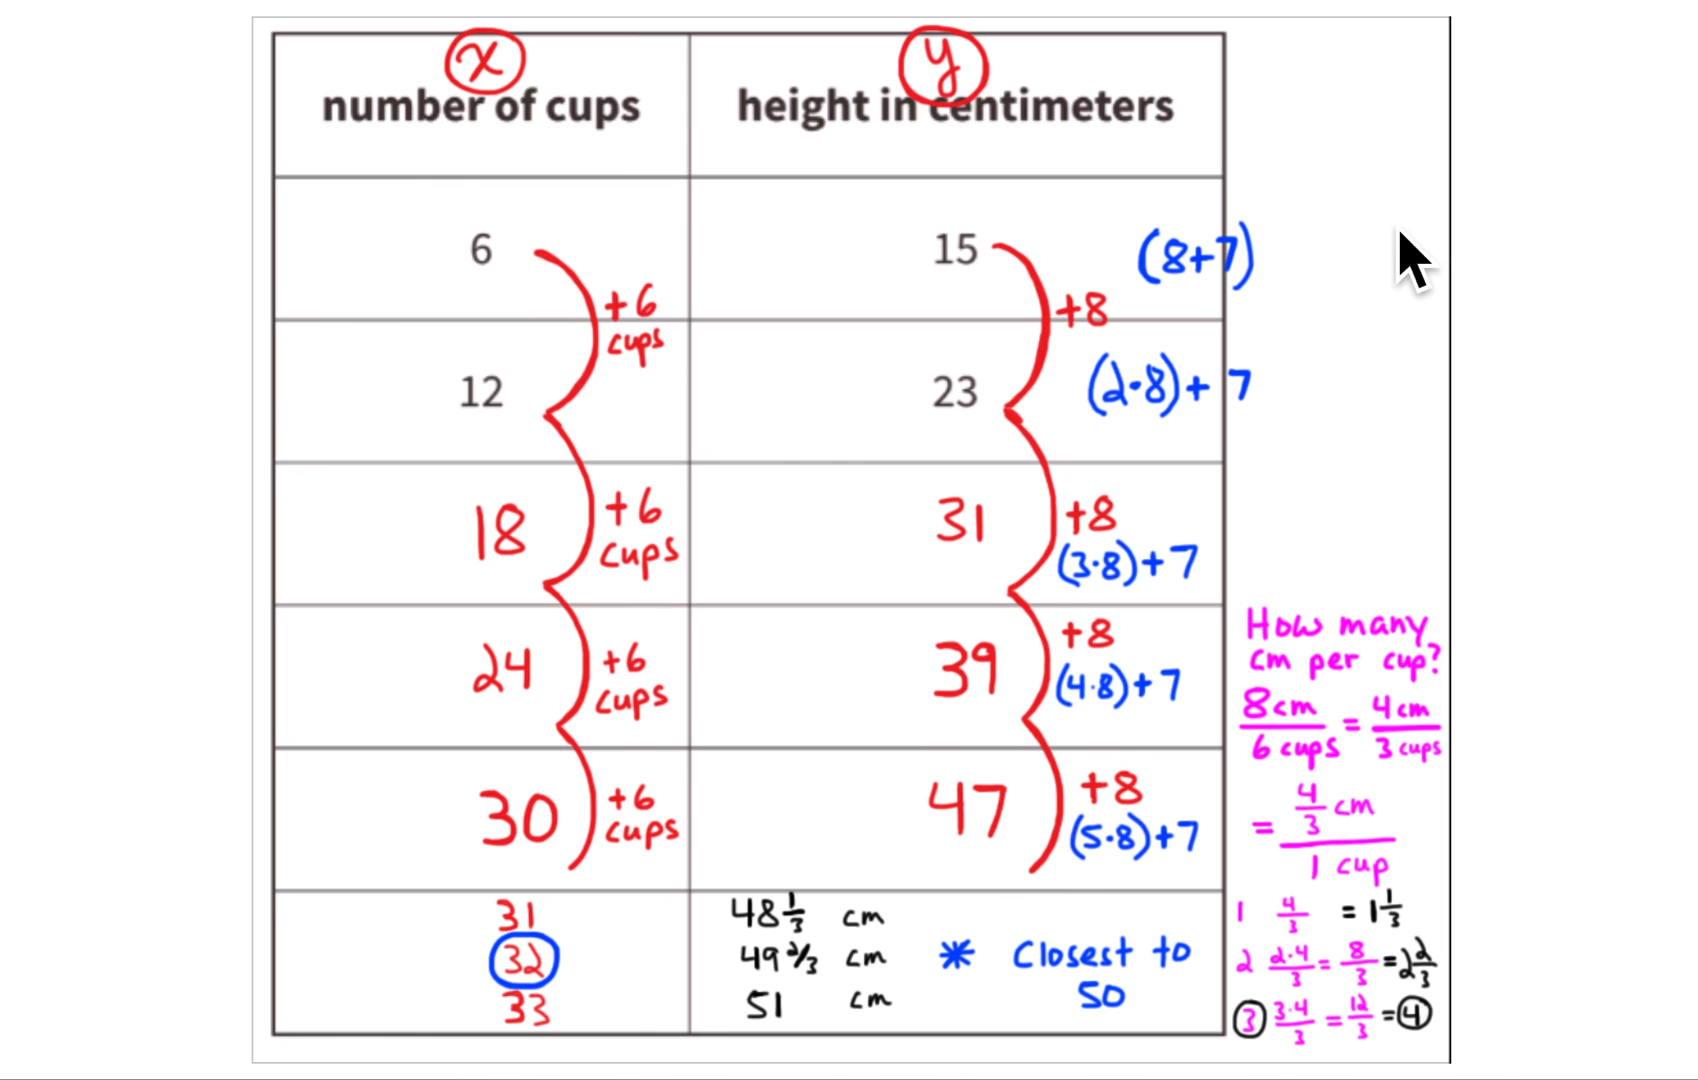 x
y
number of cups
height in centimeters
6
15
(8+7)
+6
cups
+8
12
23
(2·8)+ 7
18
+6
cups
31
+8
(3·8)+7
24
+6
cups
39
+8
(4·8)+7
30
+6
cups
47
+8
(5·8)+7
31
48 1/3 cm
32
49 2/3 cm * Closest to
50
33
51 cm
How many
cm per cup?
8cm/6 cups = 4cm/3 cups
= 4/3 cm/1 cup
1 4/3 = 1 1/3
2 2·4/3 = 8/3 = 2 2/3
3 3·4/3 = 12/3 = 4